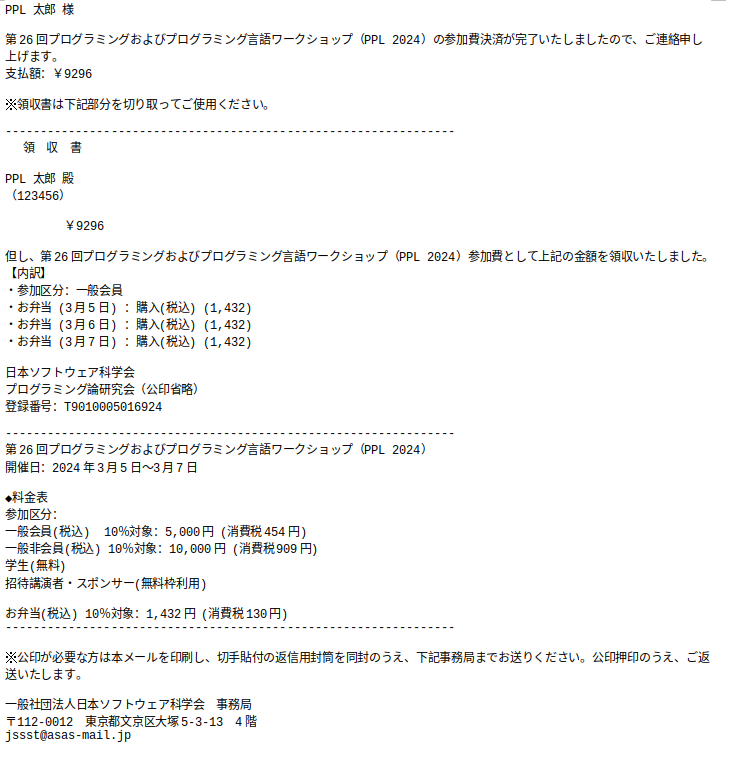 PPL 太郎 様
第26回プログラミングおよびプログラミング言語ワークショップ（PPL 2024）の参加費決済が完了いたしましたので、ご連絡申し
上げます。
支払額：￥9296
※領収書は下記部分を切り取ってご使用ください。
----------------------------------------------------------------
領　収　書
PPL 太郎 殿
（123456）
￥9296
但し、第26回プログラミングおよびプログラミング言語ワークショップ（PPL 2024）参加費として上記の金額を領収いたしました。
【内訳】
・参加区分：一般会員
・お弁当 (3月5日) ：購入(税込) (1,432)
・お弁当 (3月6日) ：購入(税込) (1,432)
・お弁当 (3月7日) ：購入(税込) (1,432)
日本ソフトウェア科学会
プログラミング論研究会（公印省略）
登録番号：T9010005016924
----------------------------------------------------------------
第26回プログラミングおよびプログラミング言語ワークショップ（PPL 2024）
開催日：2024年3月5日～3月7日
◆料金表
参加区分：
一般会員(税込)　10％対象：5,000円 (消費税454円)
一般非会員(税込) 10％対象：10,000円 (消費税909円)
学生(無料)
招待講演者・スポンサー(無料枠利用)
お弁当(税込) 10％対象：1,432円 (消費税130円)
----------------------------------------------------------------
※公印が必要な方は本メールを印刷し、切手貼付の返信用封筒を同封のうえ、下記事務局までお送りください。公印押印のうえ、ご返
送いたします。
一般社団法人日本ソフトウェア科学会　事務局
〒112-0012　東京都文京区大塚5-3-13　4階
jssst@asas-mail.jp